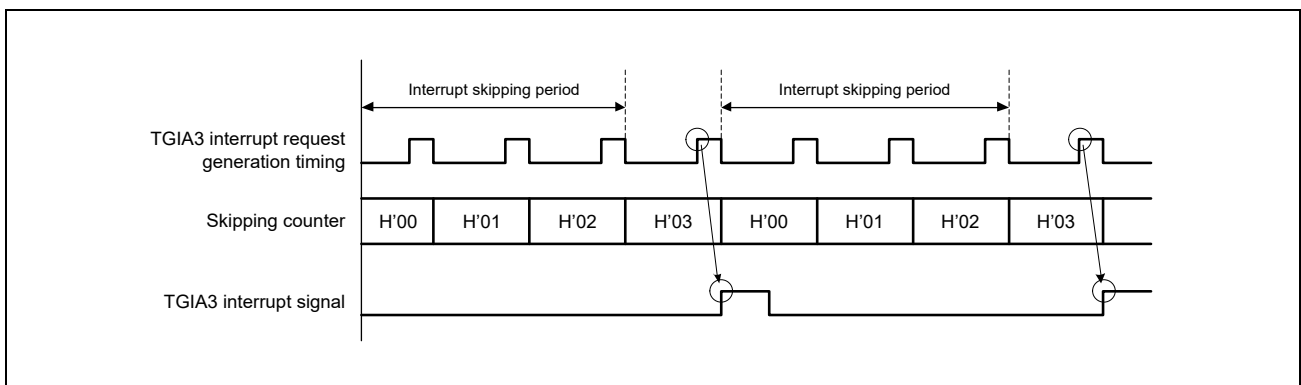 Interrupt skipping period
Interrupt skipping period
TGIA3 interrupt request
generation timing
Skipping counter
H’00
H’01
H’02
H’03
H’00
H’01
H’02
H’03
TGIA3 interrupt signal